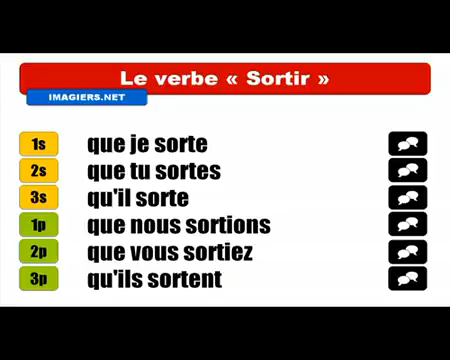 Le verbe « Sortir »
IMAGIERS.NET
1s que je sorte
2s que tu sortes
3s qu'il sorte
1p que nous sortions
2p que vous sortiez
3p qu'ils sortent